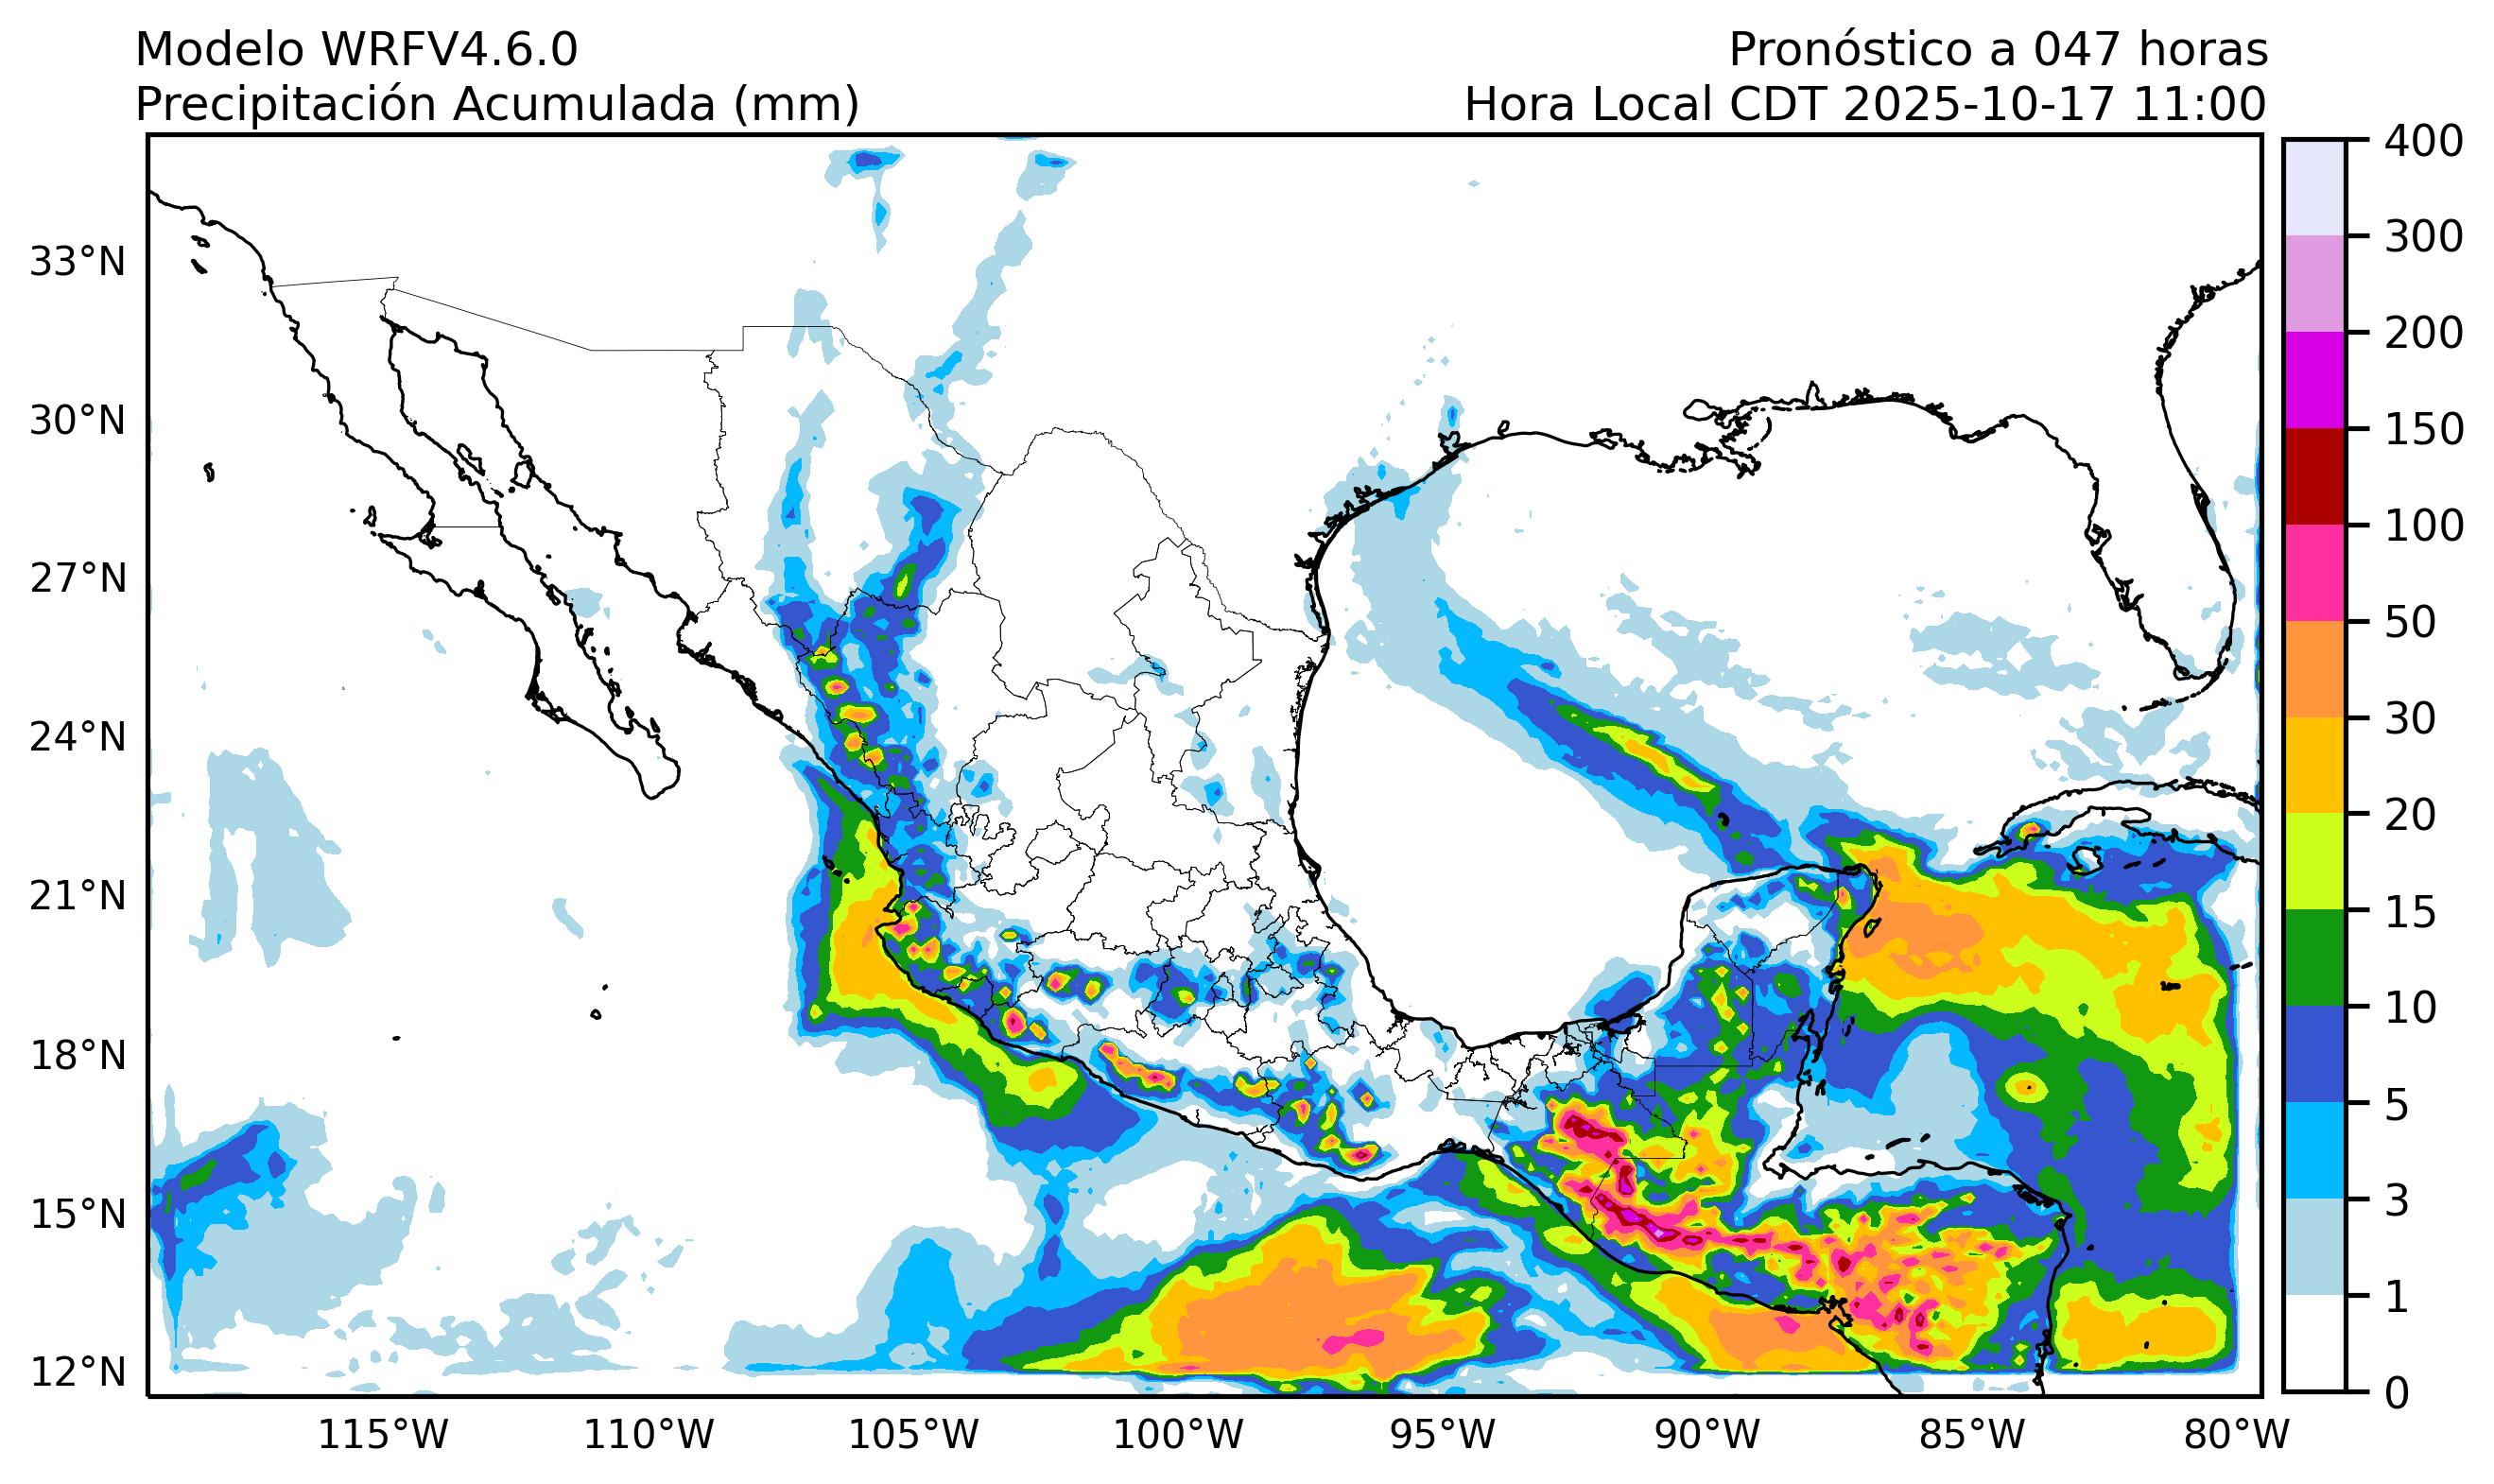 Modelo WRFV4.6.0
Pronóstico a 047 horas
Precipitación Acumulada (mm)
Hora Local CDT 2025-10-17 11:00
33°N
30°N
27°N
24°N
21°N
18°N
15°N
12°N
115°W
110°W
105°W
100°W
95°W
90°W
85°W
80°W
400
300
200
150
100
50
30
20
15
10
5
3
1
0